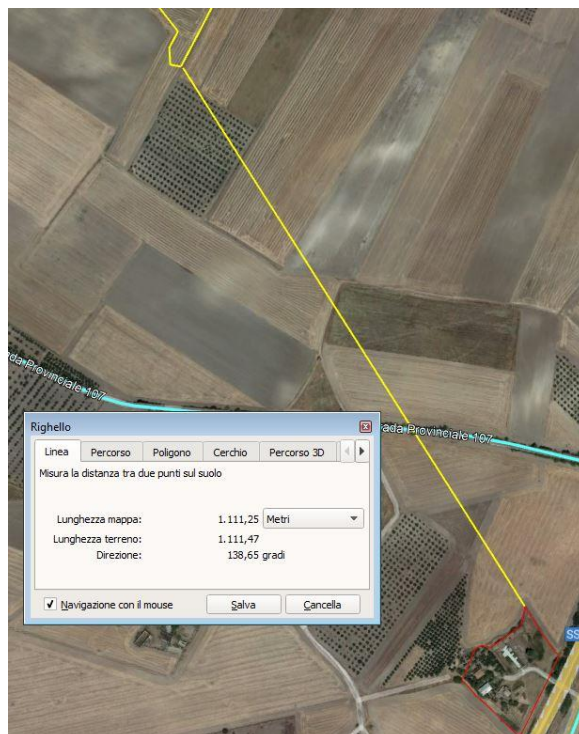 da Provinciale 107
Righello
Linea Percorso Poligono Cerchio Percorso 3D
Misura la distanza tra due punti sul suolo
Lunghezza mappa: 1.111,25 Metri
Lunghezza terreno: 1.111,47
Direzione: 138,65 gradi
Navigazione con il mouse Salva Cancella
ada Provinciale 107
SS